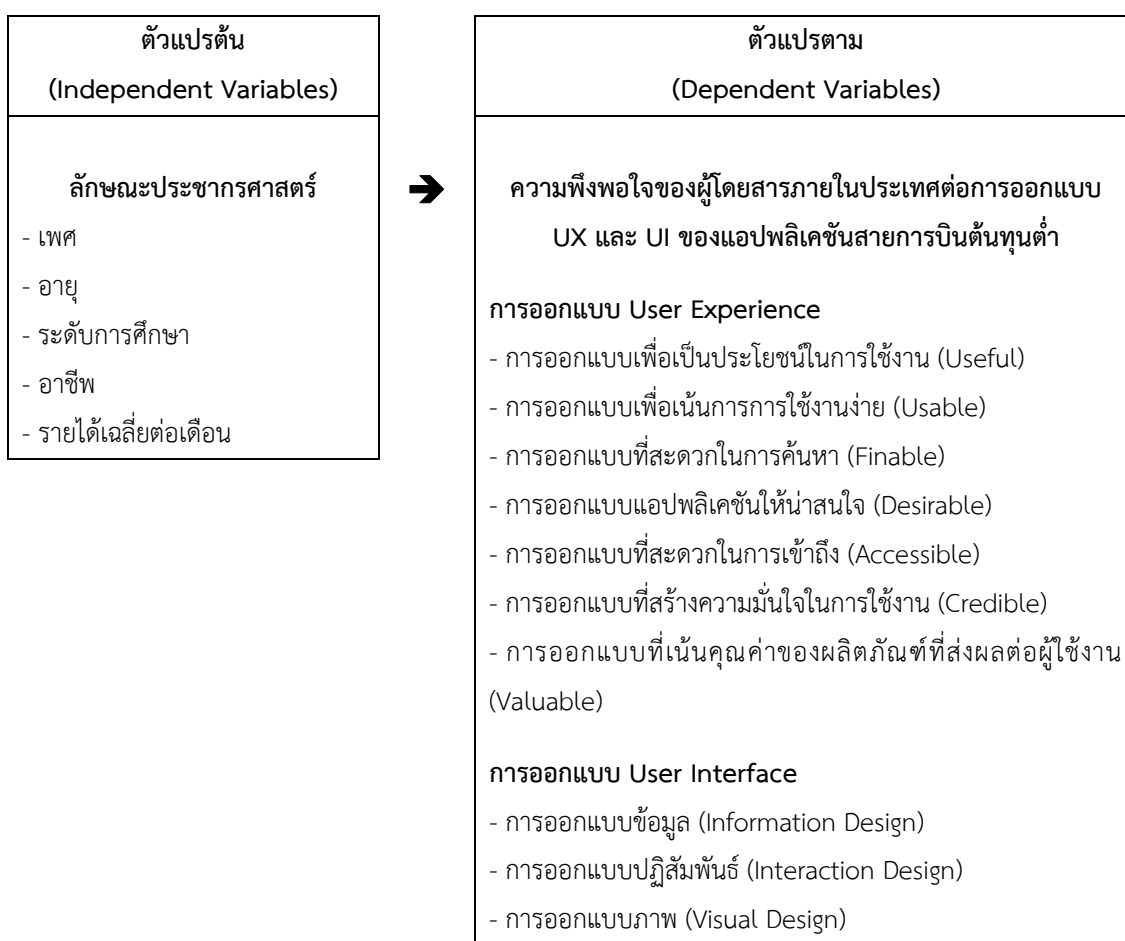 ตัวแปรต้น
(Independent Variables)
ลักษณะประชากรศาสตร์
- เพศ
- อายุ
- ระดับการศึกษา
- อาชีพ
- รายได้เฉลี่ยต่อเดือน
ตัวแปรตาม
(Dependent Variables)
ความพึงพอใจของผู้โดยสารภายในประเทศต่อการออกแบบ
UX และ UI ของแอปพลิเคชันสายการบินต้นทุนต่ำ
การออกแบบ User Experience
- การออกแบบเพื่อเป็นประโยชน์ในการใช้งาน (Useful)
- การออกแบบเพื่อเน้นการการใช้งานง่าย (Usable)
- การออกแบบที่สะดวกในการค้นหา (Finable)
- การออกแบบแอปพลิเคชันให้น่าสนใจ (Desirable)
- การออกแบบที่สะดวกในการเข้าถึง (Accessible)
- การออกแบบที่สร้างความมั่นใจในการใช้งาน (Credible)
- การออกแบบที่เน้นคุณค่าของผลิตภัณฑ์ที่ส่งผลต่อผู้ใช้งาน
(Valuable)
การออกแบบ User Interface
- การออกแบบข้อมูล (Information Design)
- การออกแบบปฏิสัมพันธ์ (Interaction Design)
- การออกแบบภาพ (Visual Design)